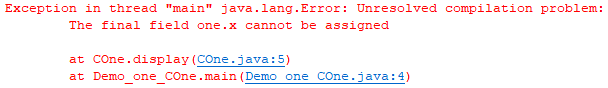 Exception in thread "main" java.lang.Error: Unresolved compilation problem:
The final field one.x cannot be assigned
at COne.display(COne.java:5)
at Demo_one_COne.main(Demo_one_COne.java:4)